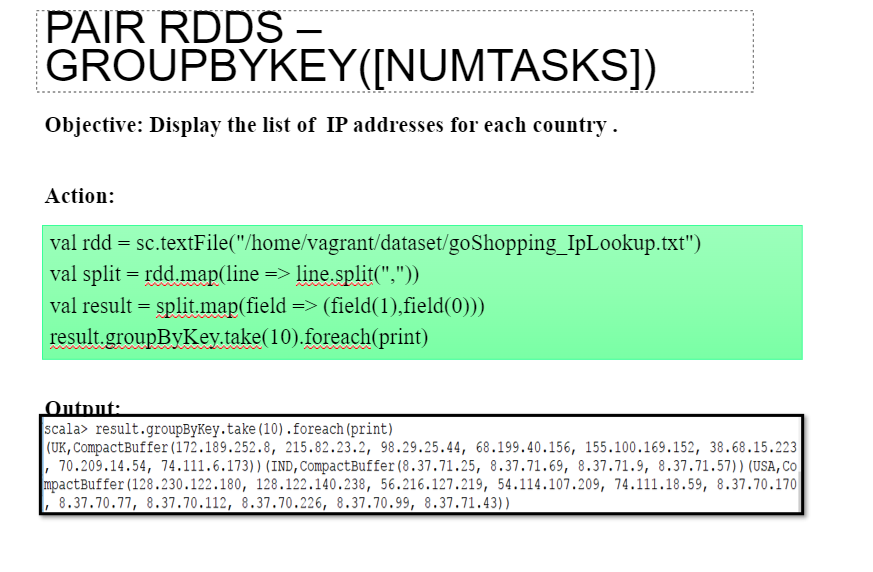 PAIR RDDS –
GROUPBYKEY([NUMTASKS])
Objective: Display the list of  IP addresses for each country .
Action:
val rdd = sc.textFile("/home/vagrant/dataset/goShopping_IpLookup.txt")
val split = rdd.map(line => line.split(","))
val result = split.map(field => (field(1),field(0)))
result.groupByKey.take(10).foreach(print)
Output:
scala> result.groupByKey.take(10).foreach(print)
(UK,CompactBuffer(172.189.252.8, 215.82.23.2, 98.29.25.44, 68.199.40.156, 155.100.169.152, 38.68.15.223
, 70.209.14.54, 74.111.6.173))(IND,CompactBuffer(8.37.71.25, 8.37.71.69, 8.37.71.9, 8.37.71.57))(USA,Co
mpactBuffer(128.230.122.180, 128.122.140.238, 56.216.127.219, 54.114.107.209, 74.111.18.59, 8.37.70.170
, 8.37.70.77, 8.37.70.112, 8.37.70.226, 8.37.70.99, 8.37.71.43))